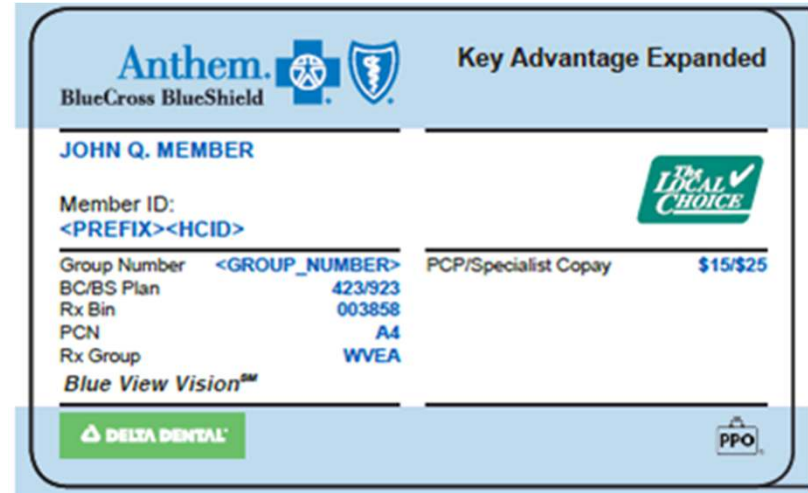 Anthem.
BlueCross BlueShield
Key Advantage Expanded
JOHN Q. MEMBER
The
LOCAL
CHOICE
Member ID:
<PREFIX><HCID>
Group Number <GROUP_NUMBER>
BC/BS Plan 423/923
Rx Bin 003858
PCN A4
Rx Group WVEA
Blue View Vision℠
PCP/Specialist Copay $15/$25
DELTA DENTAL®
PPO®